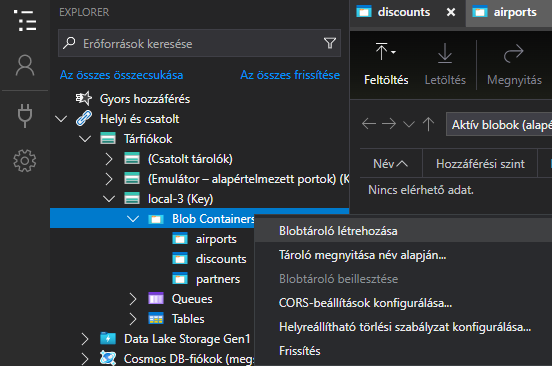 EXPLORER
Erőforrások keresése
Az összes összecsukása
Az összes frissítése
Gyors hozzáférés
Helyi és csatolt
Tárfiókok
(Csatolt tárolók)
(Emulátor – alapértelmezett portok) (K
local-3 (Key)
Blob Containers
airports
discounts
partners
Queues
Tables
Data Lake Storage Gen1
Cosmos DB-fiókok (megs
discounts
airports
Feltöltés
Letöltés
Megnyitás
Aktív blobok (alapé
Név
Hozzáférési szint
Nincs elérhető adat.
Blobtároló létrehozása
Tároló megnyitása név alapján...
Blobtároló beillesztése
CORS-beállítások konfigurálása...
Helyreállítható törlési szabályzat konfigurálása...
Frissítés